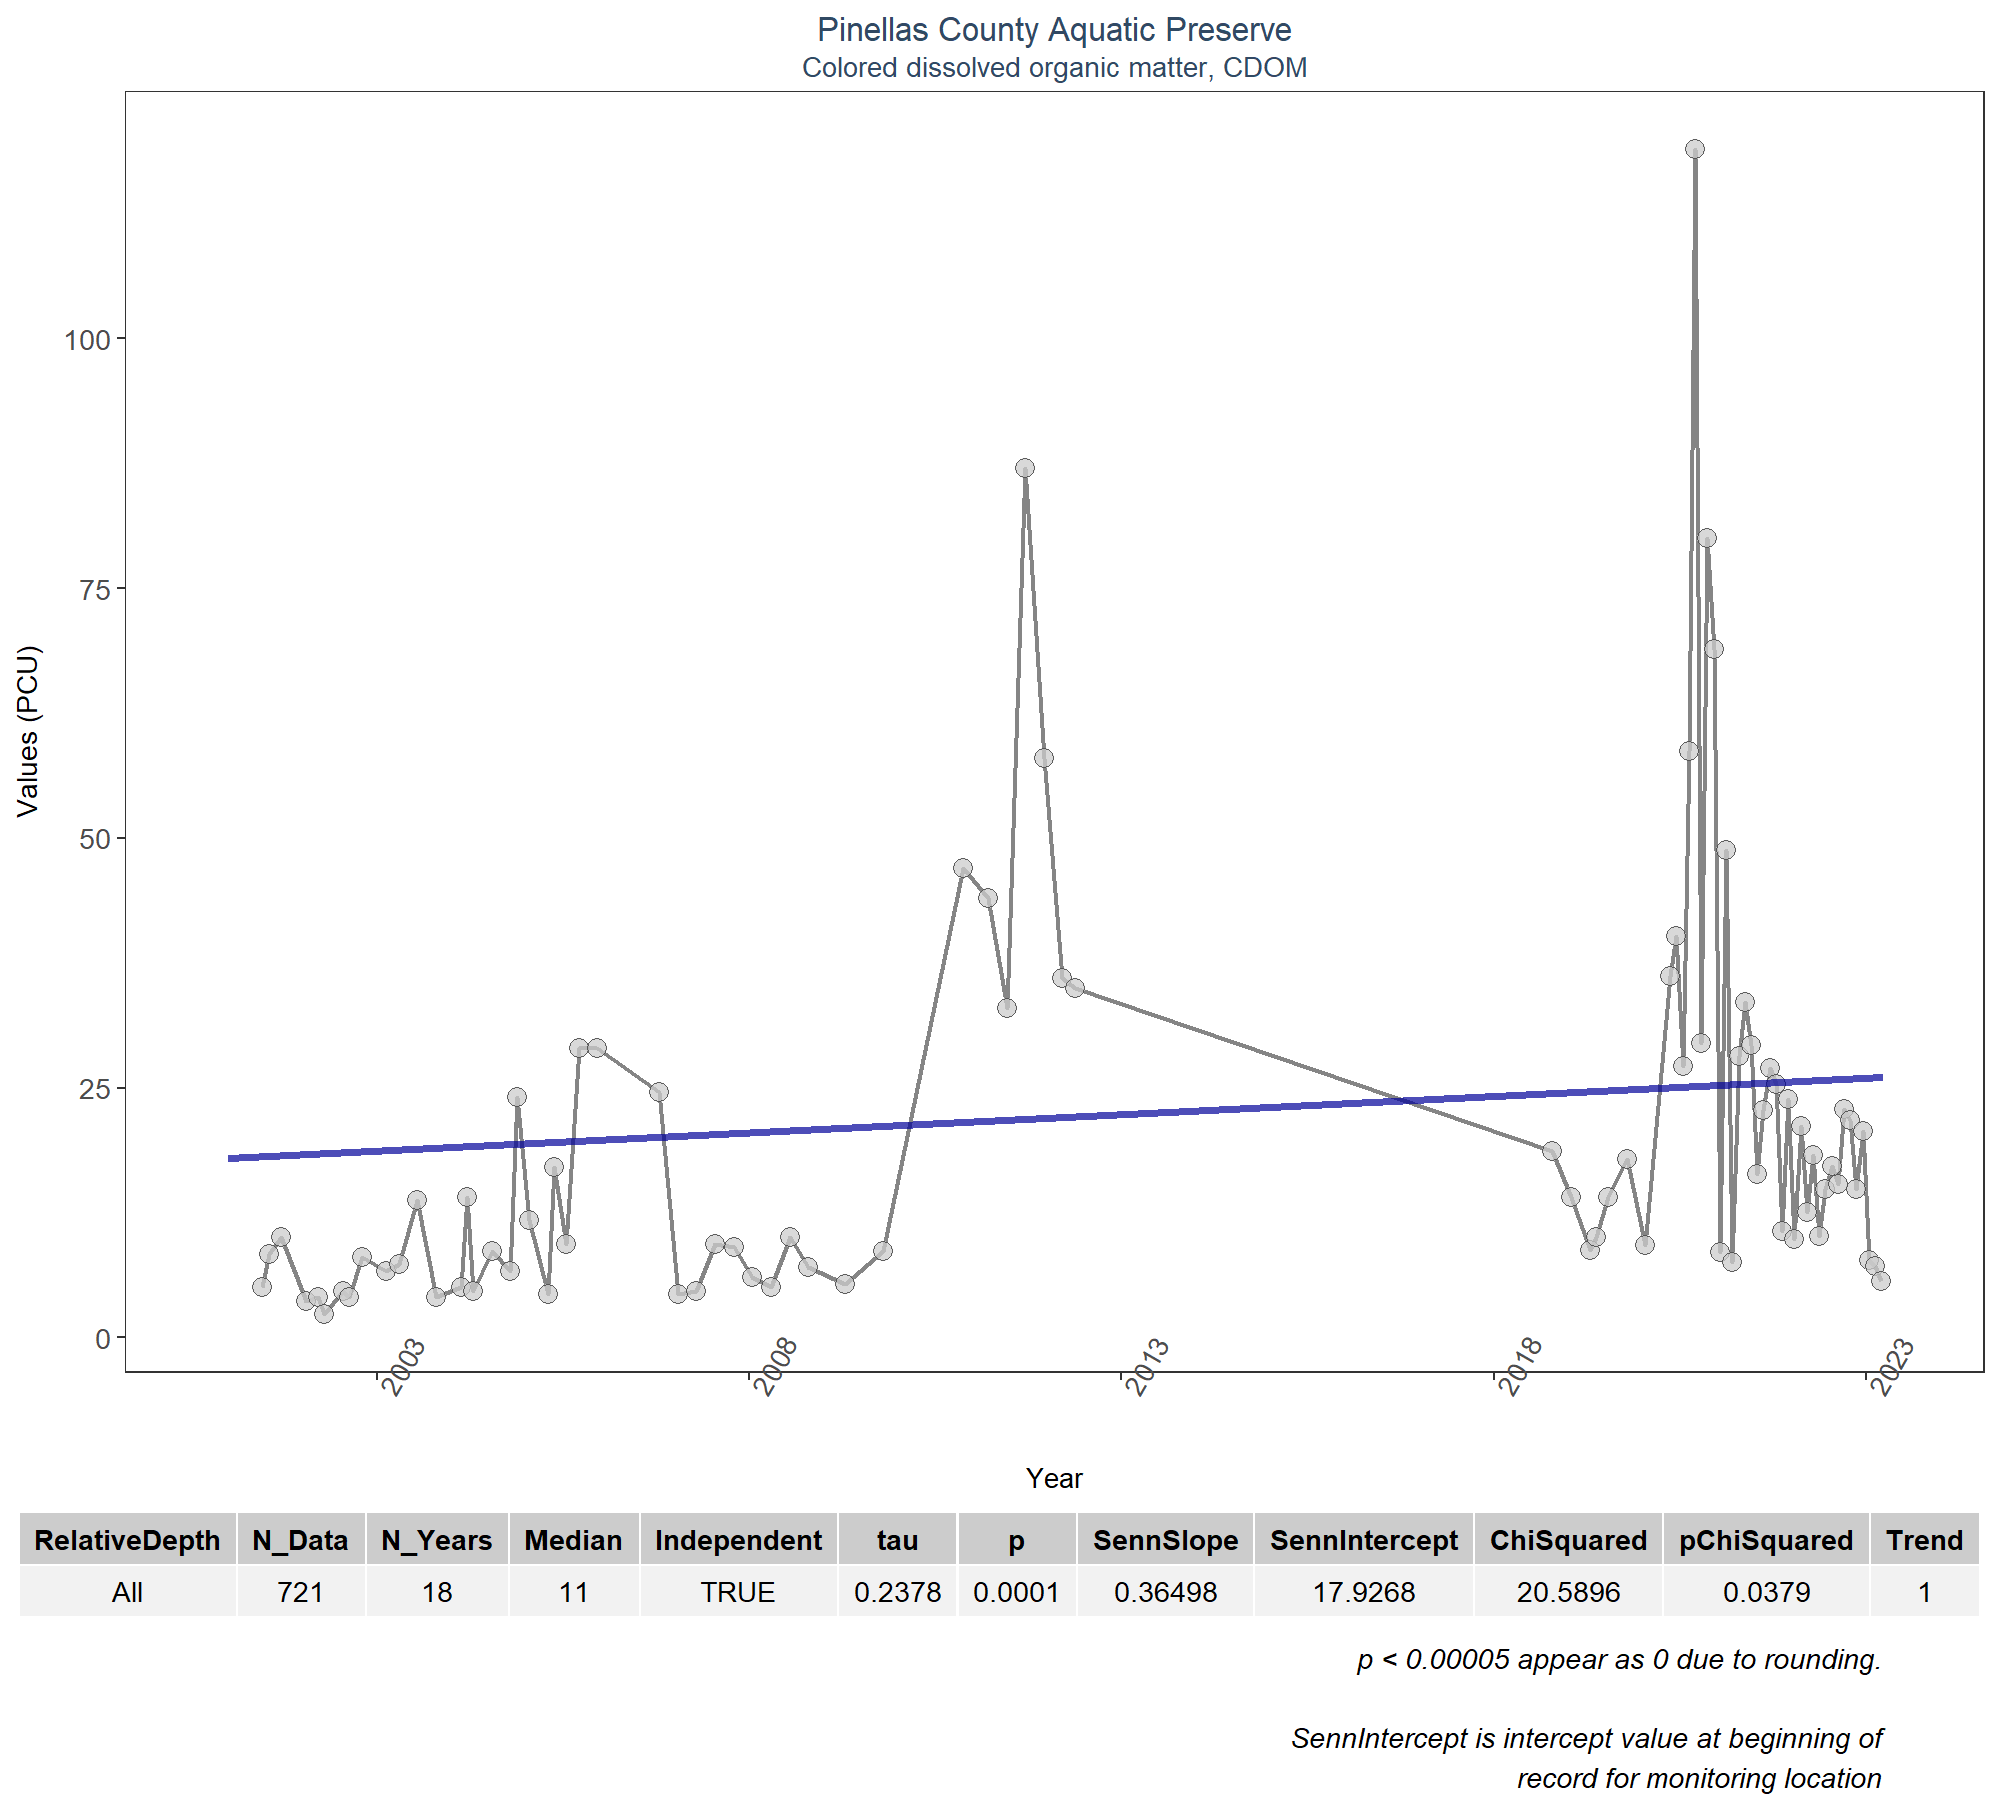 Pinellas County Aquatic Preserve
Colored dissolved organic matter, CDOM
Values (PCU)
100
75
50
25
0
2003 2008 2013 2018 2023
Year
RelativeDepth N_Data N_Years Median Independent tau p SennSlope SennIntercept ChiSquared pChiSquared Trend
All 721 18 11 TRUE 0.2378 0.0001 0.36498 17.9268 20.5896 0.0379 1
p < 0.00005 appear as 0 due to rounding.
SennIntercept is intercept value at beginning of
record for monitoring location